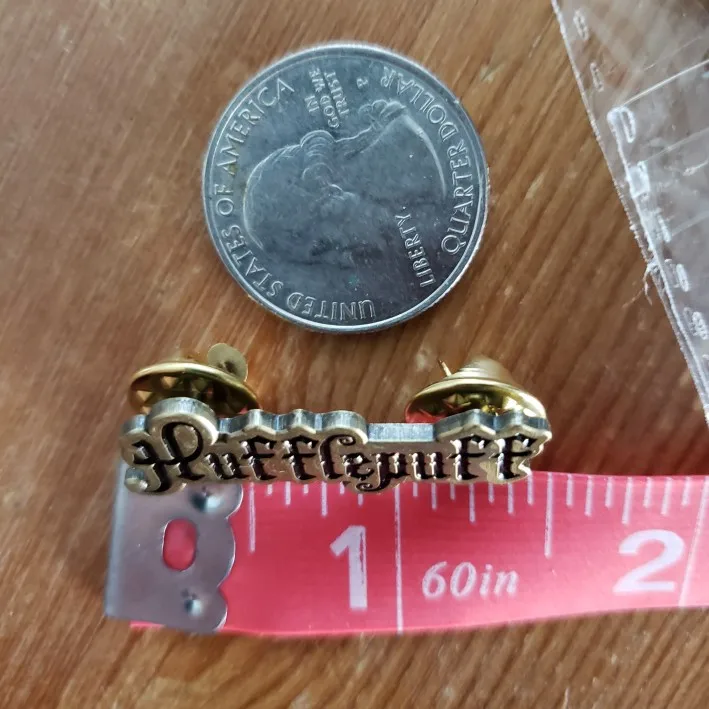 UNITED STATES OF AMERICA
IN
GOD WE
TRUST
P
LIBERTY
QUARTER DOLLAR
Hufflepuff
1 60in 2